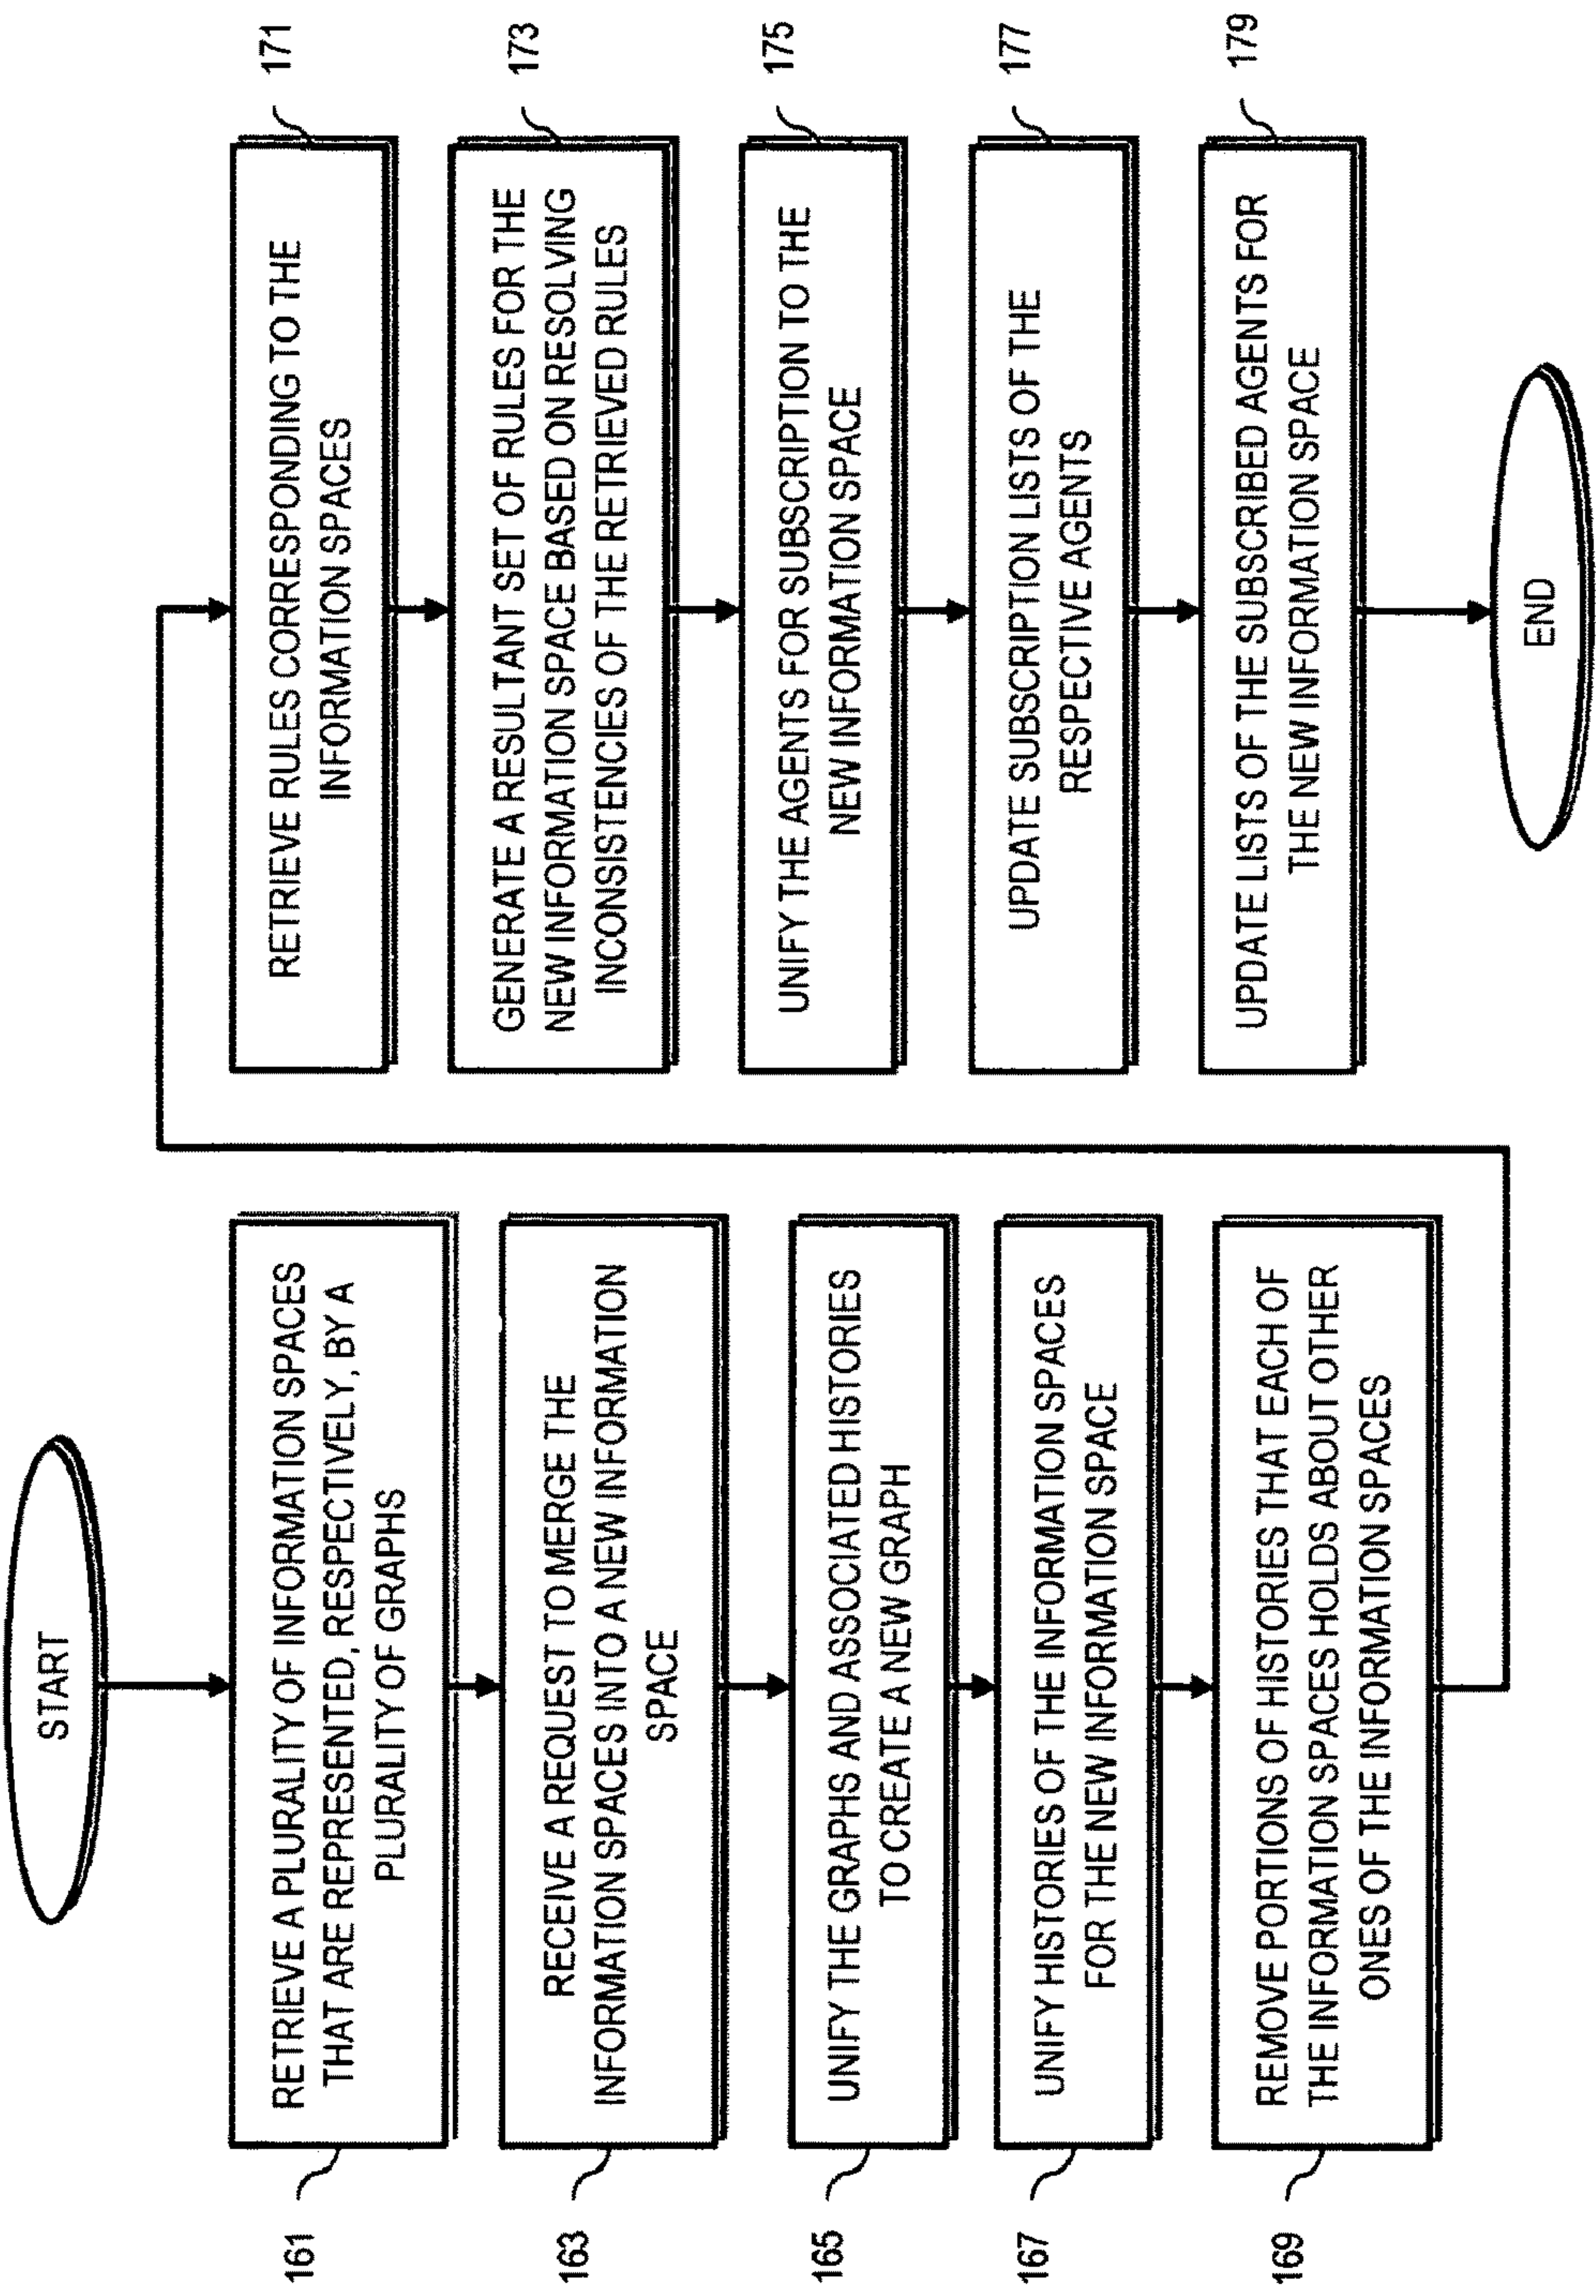 START
161
RETRIEVE A PLURALITY OF INFORMATION SPACES
THAT ARE REPRESENTED, RESPECTIVELY, BY A
PLURALITY OF GRAPHS
163
RECEIVE A REQUEST TO MERGE THE
INFORMATION SPACES INTO A NEW INFORMATION
SPACE
165
UNIFY THE GRAPHS AND ASSOCIATED HISTORIES
TO CREATE A NEW GRAPH
167
UNIFY HISTORIES OF THE INFORMATION SPACES
FOR THE NEW INFORMATION SPACE
169
REMOVE PORTIONS OF HISTORIES THAT EACH OF
THE INFORMATION SPACES HOLDS ABOUT OTHER
ONES OF THE INFORMATION SPACES
171
RETRIEVE RULES CORRESPONDING TO THE
INFORMATION SPACES
173
GENERATE A RESULTANT SET OF RULES FOR THE
NEW INFORMATION SPACE BASED ON RESOLVING
INCONSISTENCIES OF THE RETRIEVED RULES
175
UNIFY THE AGENTS FOR SUBSCRIPTION TO THE
NEW INFORMATION SPACE
177
UPDATE SUBSCRIPTION LISTS OF THE
RESPECTIVE AGENTS
179
UPDATE LISTS OF THE SUBSCRIBED AGENTS FOR
THE NEW INFORMATION SPACE
END